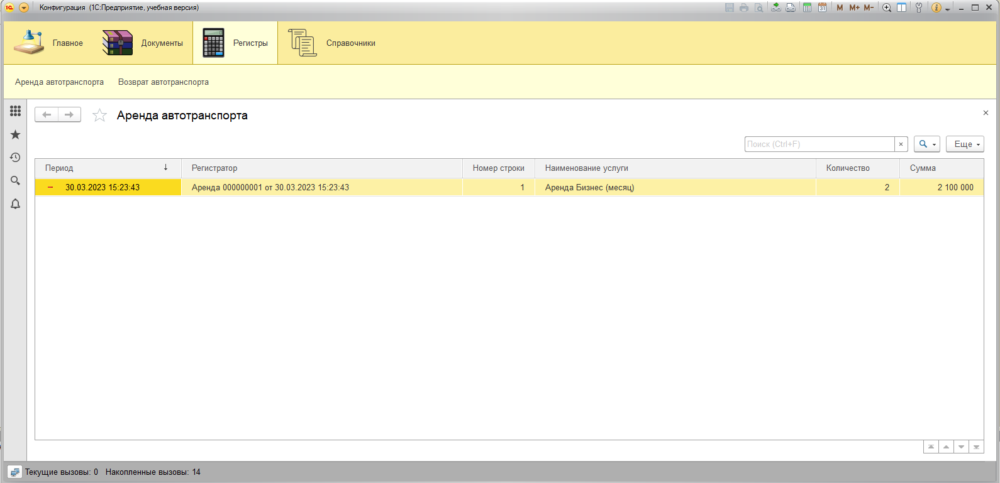 Конфигурация (1С:Предприятие, учебная версия)
M M+ M-
Главное Документы Регистры Справочники
Аренда автотранспорта Возврат автотранспорта
Аренда автотранспорта
Поиск (Ctrl+F) Еще
Период Регистратор Номер строки Наименование услуги Количество Сумма
30.03.2023 15:23:43 Аренда 000000001 от 30.03.2023 15:23:43 1 Аренда Бизнес (месяц) 2 2 100 000
Текущие вызовы: 0 Накопленные вызовы: 14